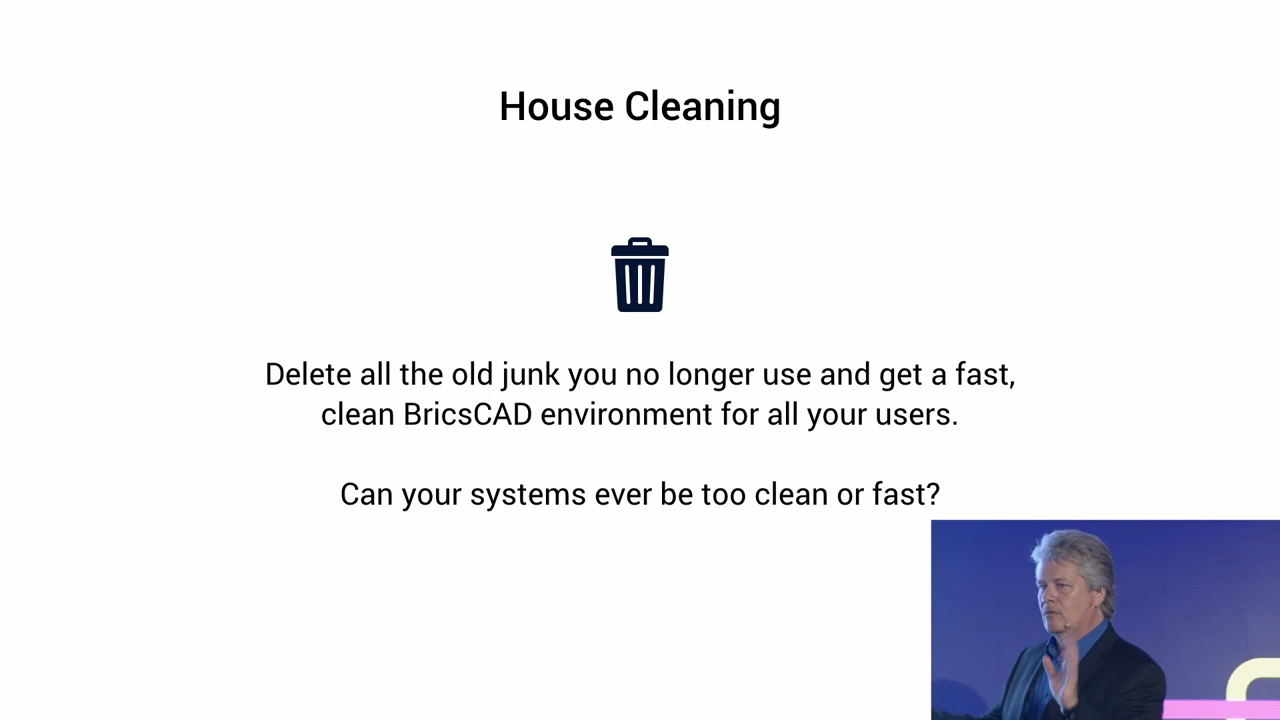 House Cleaning
Delete all the old junk you no longer use and get a fast,
clean BricsCAD environment for all your users.
Can your systems ever be too clean or fast?